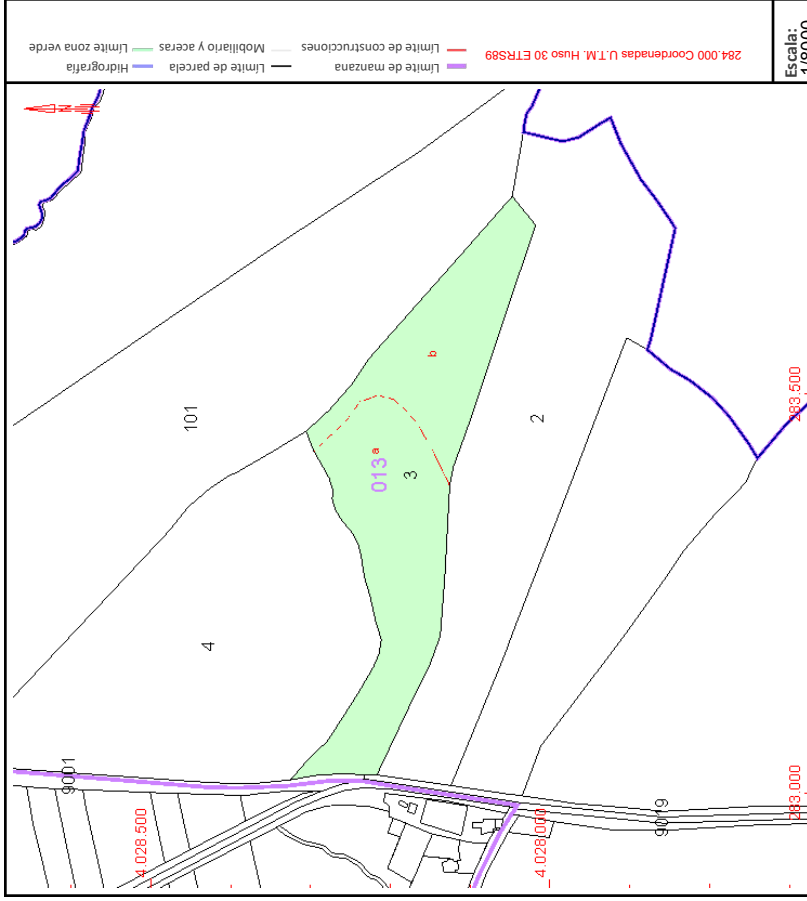 Límite de manzana
Límite de construcciones
284.000 Coordenadas U.T.M. Huso 30 ETRS89
Límite de parcela
Mobiliario y aceras
Hidrografía
Límite zona verde
Escala:
1/8000
N
101
4
013
a
b
3
2
9001
9019
4.028.500
4.028.000
283.500
283.000